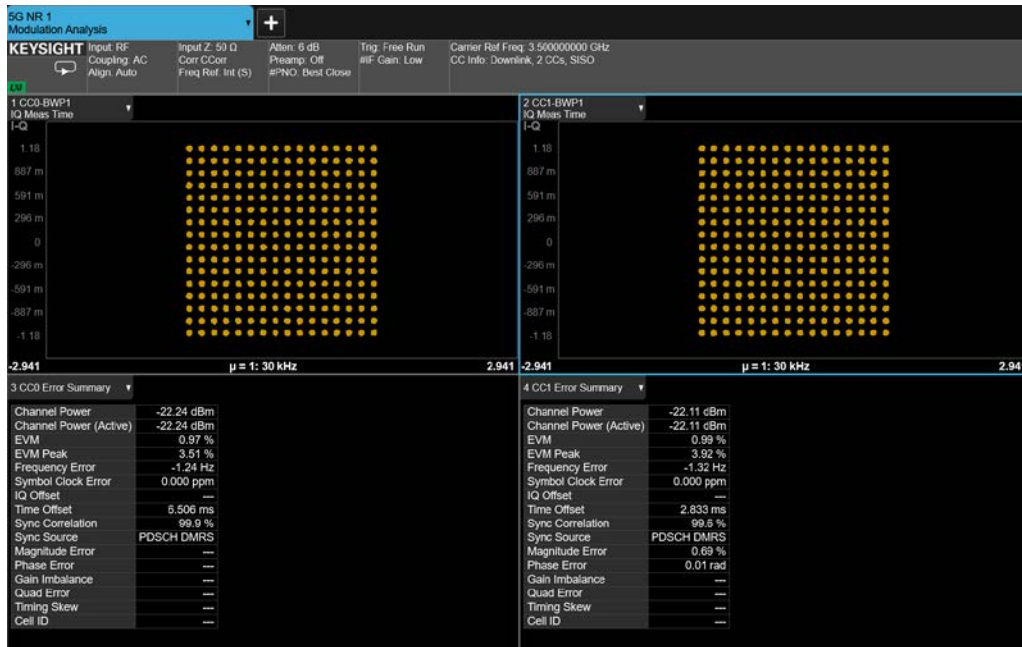 5G NR 1
Modulation Analysis
KEYSIGHT
Input: RF
Coupling: AC
Align: Auto
Input Z: 50 Ω
Corr CCorr
Freq Ref: Int (S)
Atten: 6 dB
Preamp: Off
#PNO: Best Close
Trig: Free Run
#IF Gain: Low
Carrier Ref Freq: 3.500000000 GHz
CC Info: Downlink, 2 CCs, SISO
1 CC0-BWP1
IQ Meas Time
I-Q
1.18
887 m
591 m
296 m
0
-296 m
-591 m
-887 m
-1.18
-2.941 µ = 1: 30 kHz 2.941
2 CC1-BWP1
IQ Meas Time
I-Q
1.18
887 m
591 m
296 m
0
-296 m
-591 m
-887 m
-1.18
-2.941 µ = 1: 30 kHz 2.94
3 CC0 Error Summary
Channel Power -22.24 dBm
Channel Power (Active) -22.24 dBm
EVM 0.97 %
EVM Peak 3.51 %
Frequency Error -1.24 Hz
Symbol Clock Error 0.000 ppm
IQ Offset ---
Time Offset 5.506 ms
Sync Correlation 99.9 %
Sync Source PDSCH DMRS
Magnitude Error ---
Phase Error ---
Gain Imbalance ---
Quad Error ---
Timing Skew ---
Cell ID ---
4 CC1 Error Summary
Channel Power -22.11 dBm
Channel Power (Active) -22.11 dBm
EVM 0.99 %
EVM Peak 3.92 %
Frequency Error -1.32 Hz
Symbol Clock Error 0.000 ppm
IQ Offset ---
Time Offset 2.833 ms
Sync Correlation 99.6 %
Sync Source PDSCH DMRS
Magnitude Error 0.69 %
Phase Error 0.01 rad
Gain Imbalance ---
Quad Error ---
Timing Skew ---
Cell ID ---